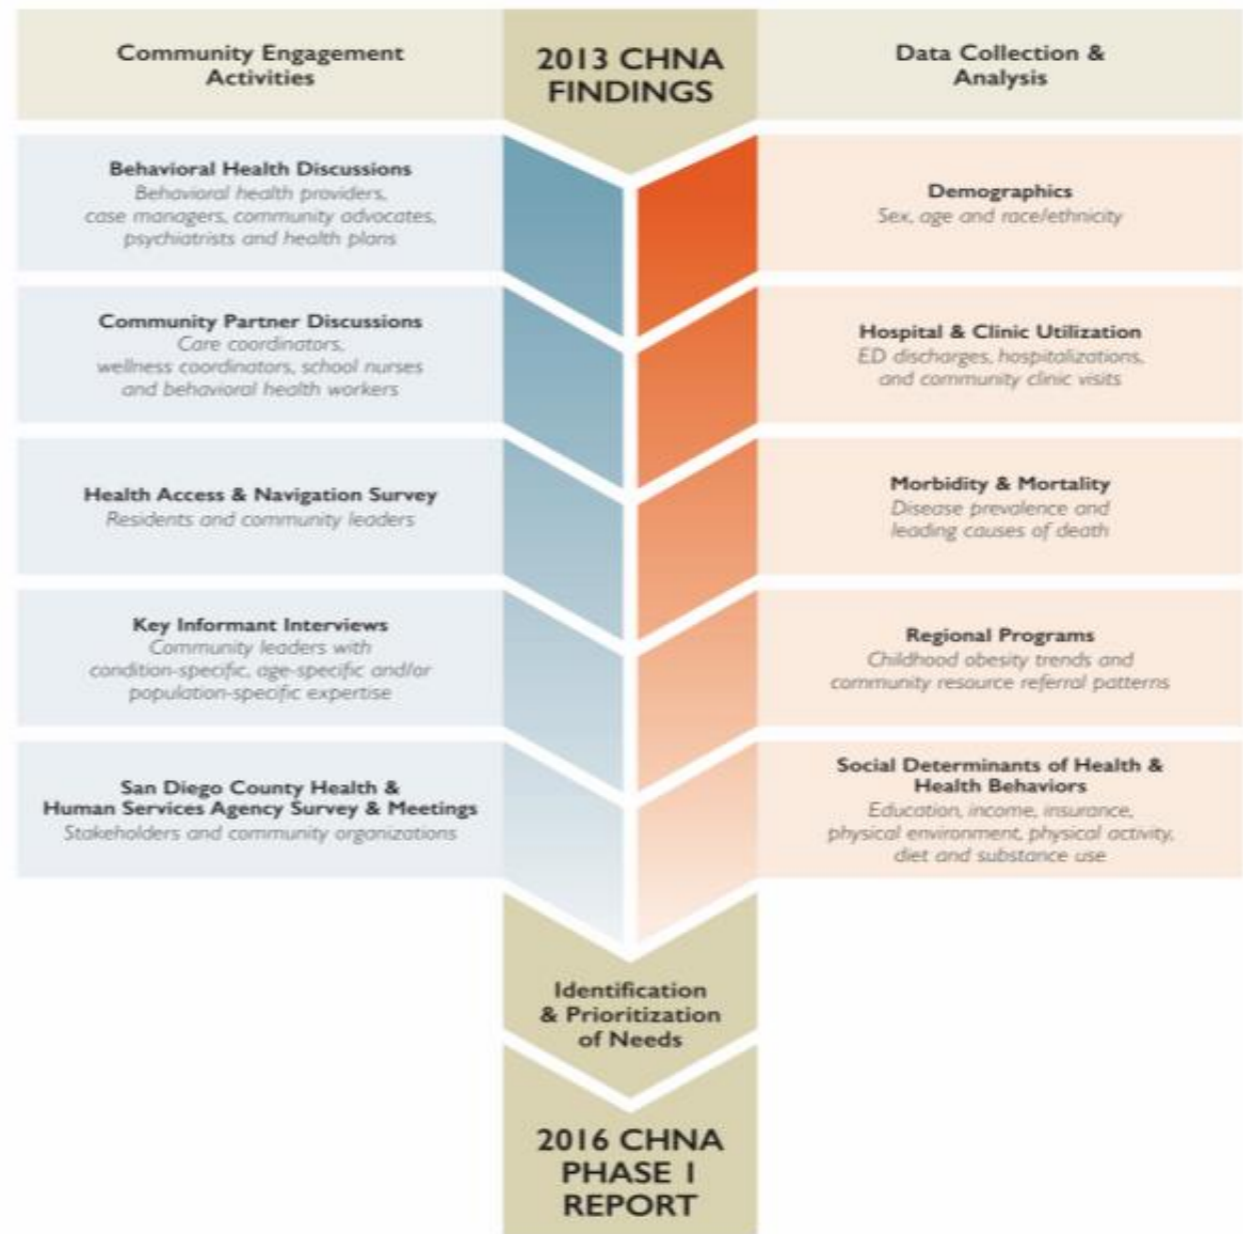 Community Engagement
Activities
2013 CHNA
FINDINGS
Data Collection &
Analysis
Behavioral Health Discussions
Behavioral health providers,
case managers, community advocates,
psychiatrists and health plans
Demographics
Sex, age and race/ethnicity
Community Partner Discussions
Care coordinators,
wellness coordinators, school nurses
and behavioral health workers
Hospital & Clinic Utilization
ED discharges, hospitalizations,
and community clinic visits
Health Access & Navigation Survey
Residents and community leaders
Morbidity & Mortality
Disease prevalence and
leading causes of death
Key Informant Interviews
Community leaders with
condition-specific, age-specific and/or
population-specific expertise
Regional Programs
Childhood obesity trends and
community resource referral patterns
San Diego County Health &
Human Services Agency Survey & Meetings
Stakeholders and community organizations
Social Determinants of Health &
Health Behaviors
Education, income, insurance,
physical environment, physical activity,
diet and substance use
Identification
& Prioritization
of Needs
2016 CHNA
PHASE 1
REPORT